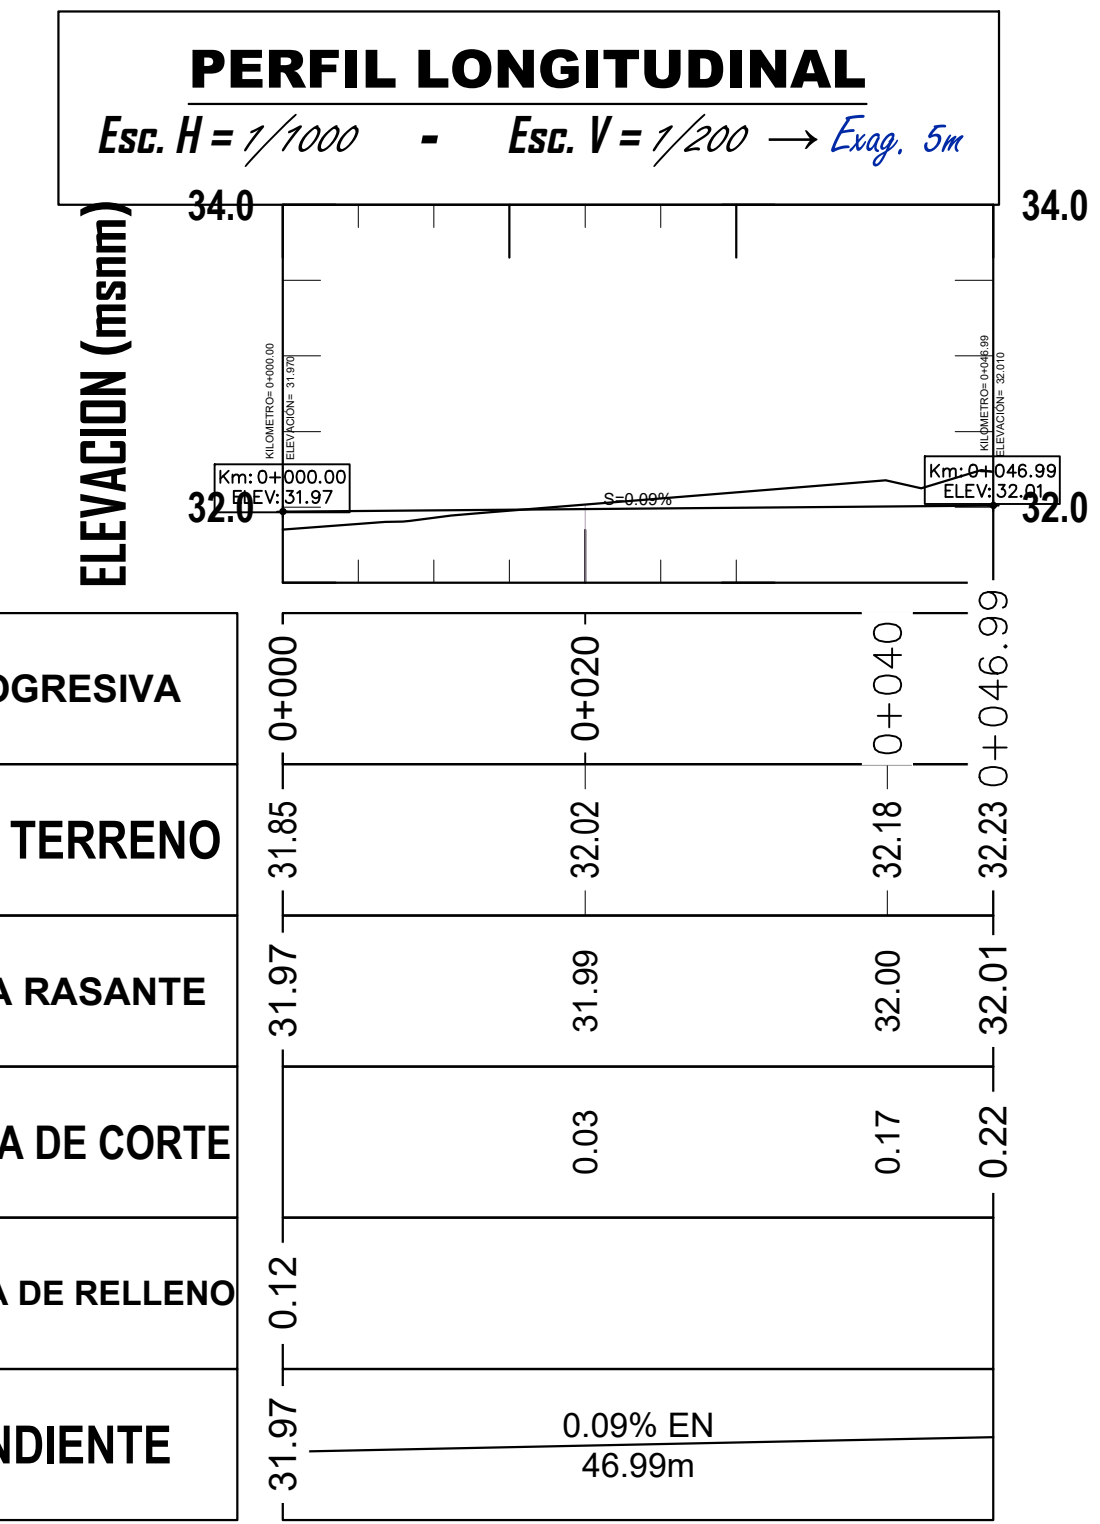 PERFIL LONGITUDINAL
Esc. H = 1/1000 - Esc. V = 1/200 → Exag. 5m
ELEVACION (msnm)
34.0
34.0
KILOMETRO= 0+000.00
ELEVACIÓN= 31.970
KILOMETRO= 0+046.99
ELEVACIÓN= 32.010
Km: 0+000.00
ELEV: 31.97
S=0.09%
Km: 0+046.99
ELEV: 32.01
32.0
32.0
OGRESIVA
0+000
0+020
0+040
0+046.99
TERRENO
31.85
32.02
32.18
32.23
A RASANTE
31.97
31.99
32.00
32.01
A DE CORTE
0.03
0.17
0.22
A DE RELLENO
0.12
NDIENTE
31.97
0.09% EN
46.99m